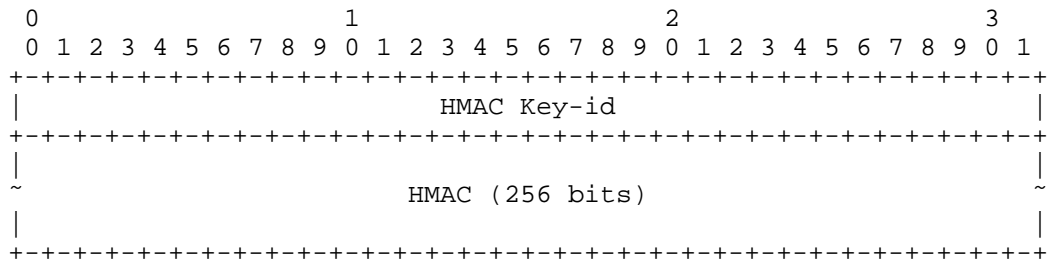 0                   1                   2                   3
 0 1 2 3 4 5 6 7 8 9 0 1 2 3 4 5 6 7 8 9 0 1 2 3 4 5 6 7 8 9 0 1
+-+-+-+-+-+-+-+-+-+-+-+-+-+-+-+-+-+-+-+-+-+-+-+-+-+-+-+-+-+-+-+-+
|                          HMAC Key-id                          |
+-+-+-+-+-+-+-+-+-+-+-+-+-+-+-+-+-+-+-+-+-+-+-+-+-+-+-+-+-+-+-+-+
|                                                               |
~                        HMAC (256 bits)                        ~
|                                                               |
+-+-+-+-+-+-+-+-+-+-+-+-+-+-+-+-+-+-+-+-+-+-+-+-+-+-+-+-+-+-+-+-+